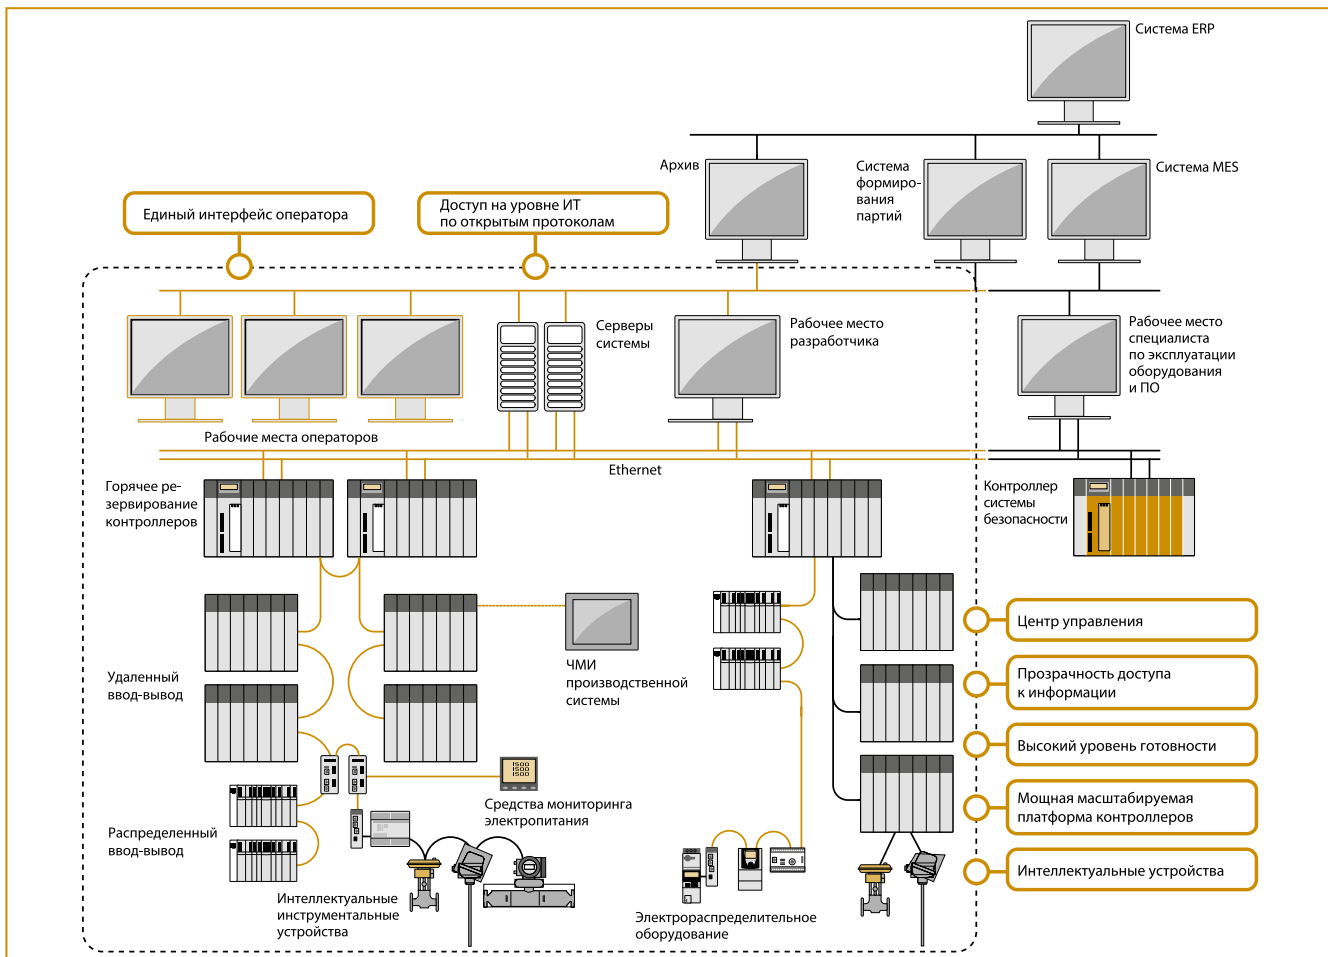 Система ERP
Архив
Система
формиро-
вания
партий
Система MES
Единый интерфейс оператора
Доступ на уровне ИТ
по открытым протоколам
Серверы
системы
Рабочее место
разработчика
Рабочее место
специалиста
по эксплуатации
оборудования
и ПО
Рабочие места операторов
Ethernet
Горячее ре-
зервирование
контроллеров
Контроллер
системы
безопасности
Удаленный
ввод-вывод
ЧМИ
производственной
системы
Центр управления
Прозрачность доступа
к информации
Высокий уровень готовности
Мощная масштабируемая
платформа контроллеров
Интеллектуальные устройства
1500
1500
1500
Средства мониторинга
электропитания
Распределенный
ввод-вывод
Интеллектуальные
инструментальные
устройства
Электрораспределительное
оборудование